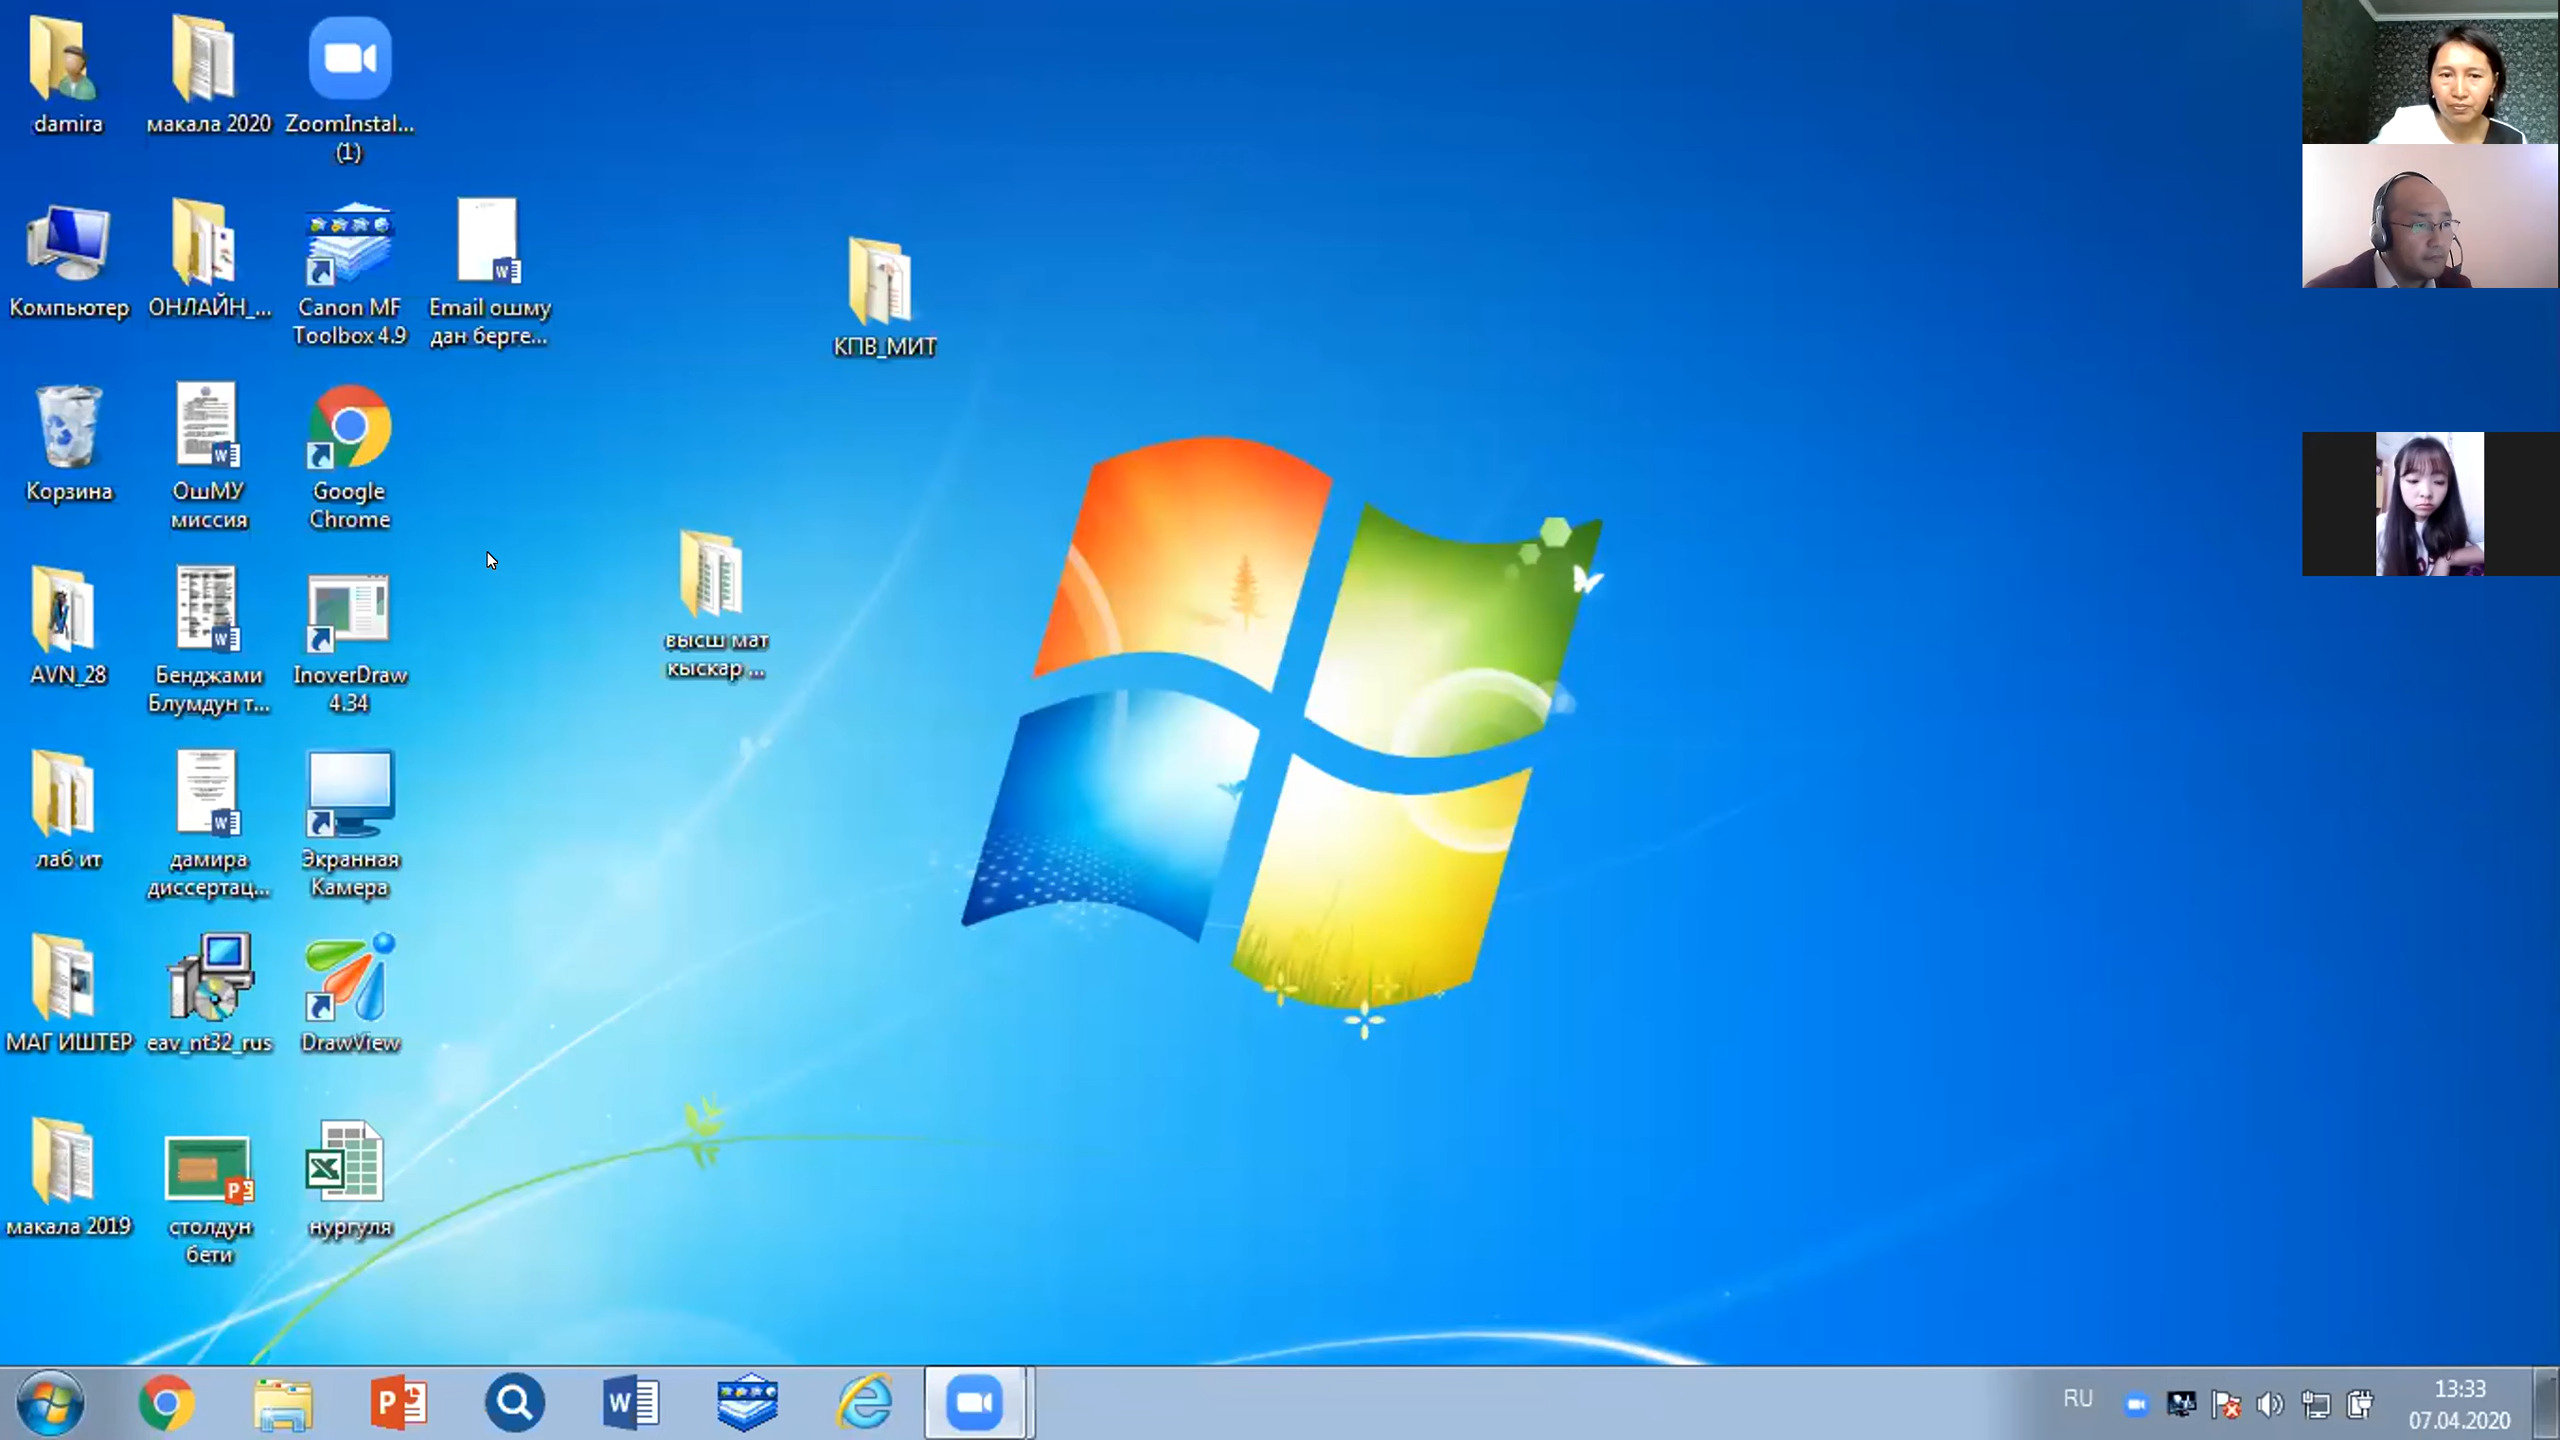 damira
макала 2020
ZoomInstal...
(1)
Компьютер
ОНЛАЙН_...
Canon MF
Toolbox 4.9
Email ошму
дан берге...
КПВ_МИТ
Корзина
ОшМУ
миссия
Google
Chrome
AVN_28
Бенджами
Блумдун т...
InoverDraw
4.34
высш мат
кыскар ...
лаб ит
дамира
диссертац...
Экранная
Камера
МАГ ИШТЕР
eav_nt32_rus
DrawView
макала 2019
столдун
бети
нургуля
RU
13:33
07.04.2020